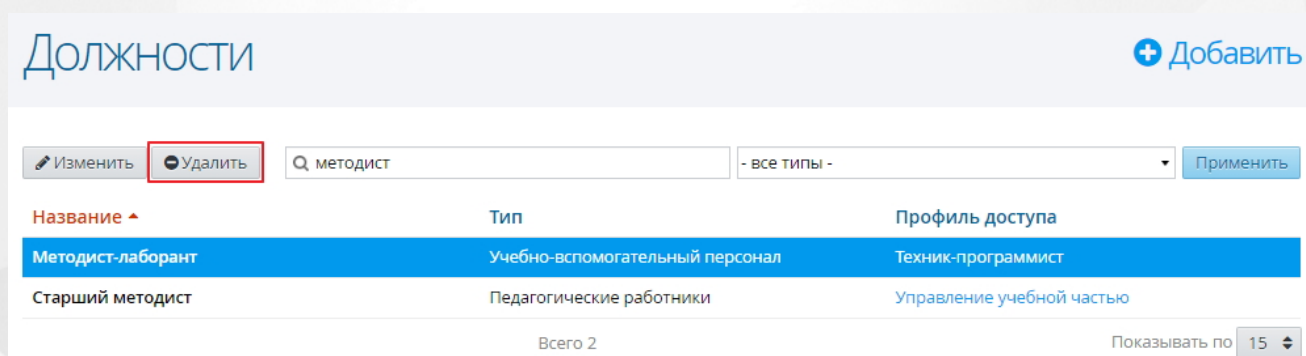 Должности
Добавить
Изменить Удалить методист - все типы - Применить
Название Тип Профиль доступа
Методист-лаборант Учебно-вспомогательный персонал Техник-программист
Старший методист Педагогические работники Управление учебной частью
Всего 2 Показывать по 15